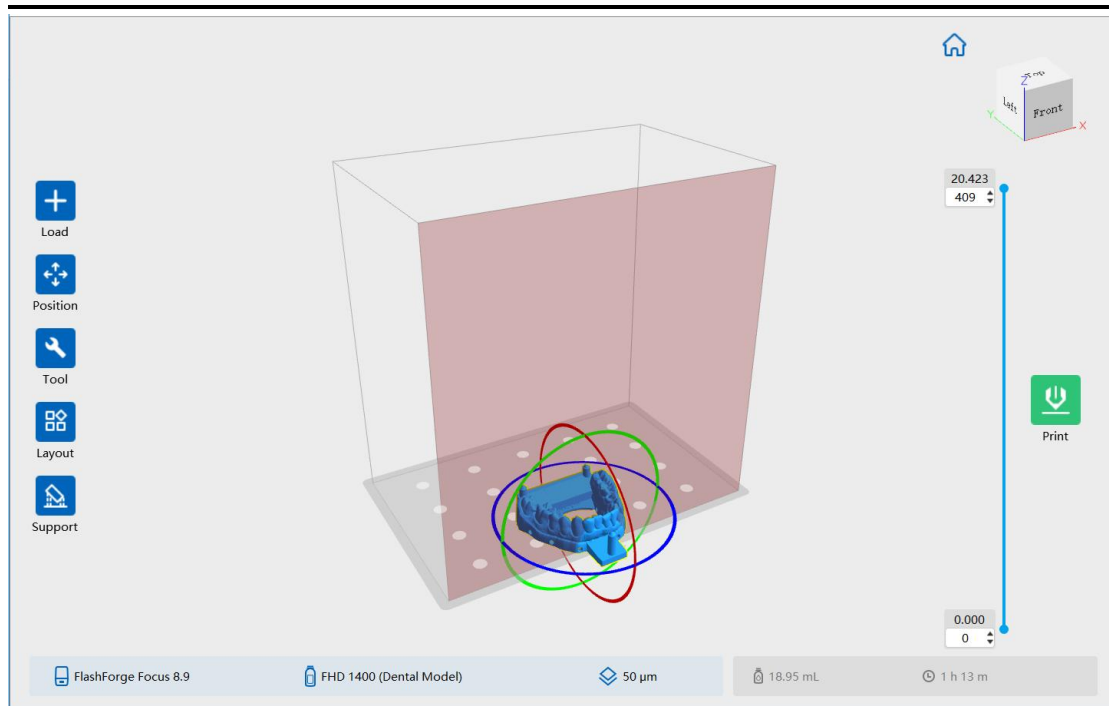 Top
Z
Left
Front
Y
X
20.423
409
Load
Position
Tool
Layout
Support
Print
0.000
0
FlashForge Focus 8.9
FHD 1400 (Dental Model)
50 μm
18.95 mL
1 h 13 m